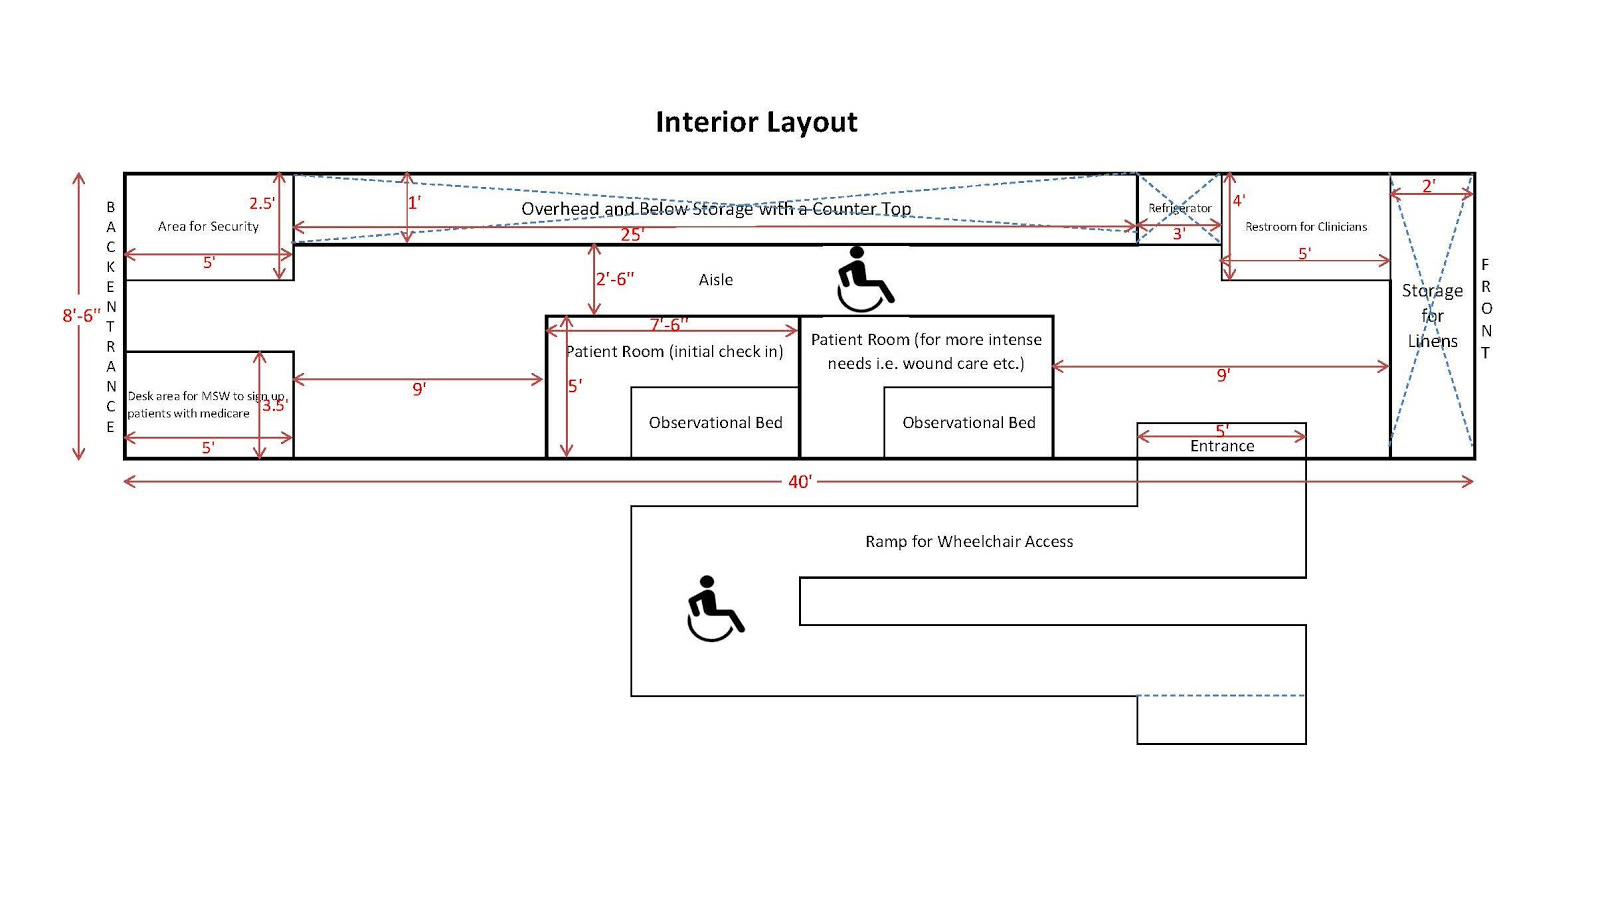 Interior Layout
BACK ENTRANCE
8'-6"
2.5'
Area for Security
5'
1'
Overhead and Below Storage with a Counter Top
25'
Refrigerator
3'
4'
Restroom for Clinicians
5'
2'
Storage
for
Linens
FRONT
2'-6"
Aisle
7'-6"
Patient Room (initial check in)
5'
Patient Room (for more intense
needs i.e. wound care etc.)
9'
9'
Desk area for MSW to sign up
patients with medicare
3.5'
5'
Observational Bed
Observational Bed
5'
Entrance
40'
Ramp for Wheelchair Access